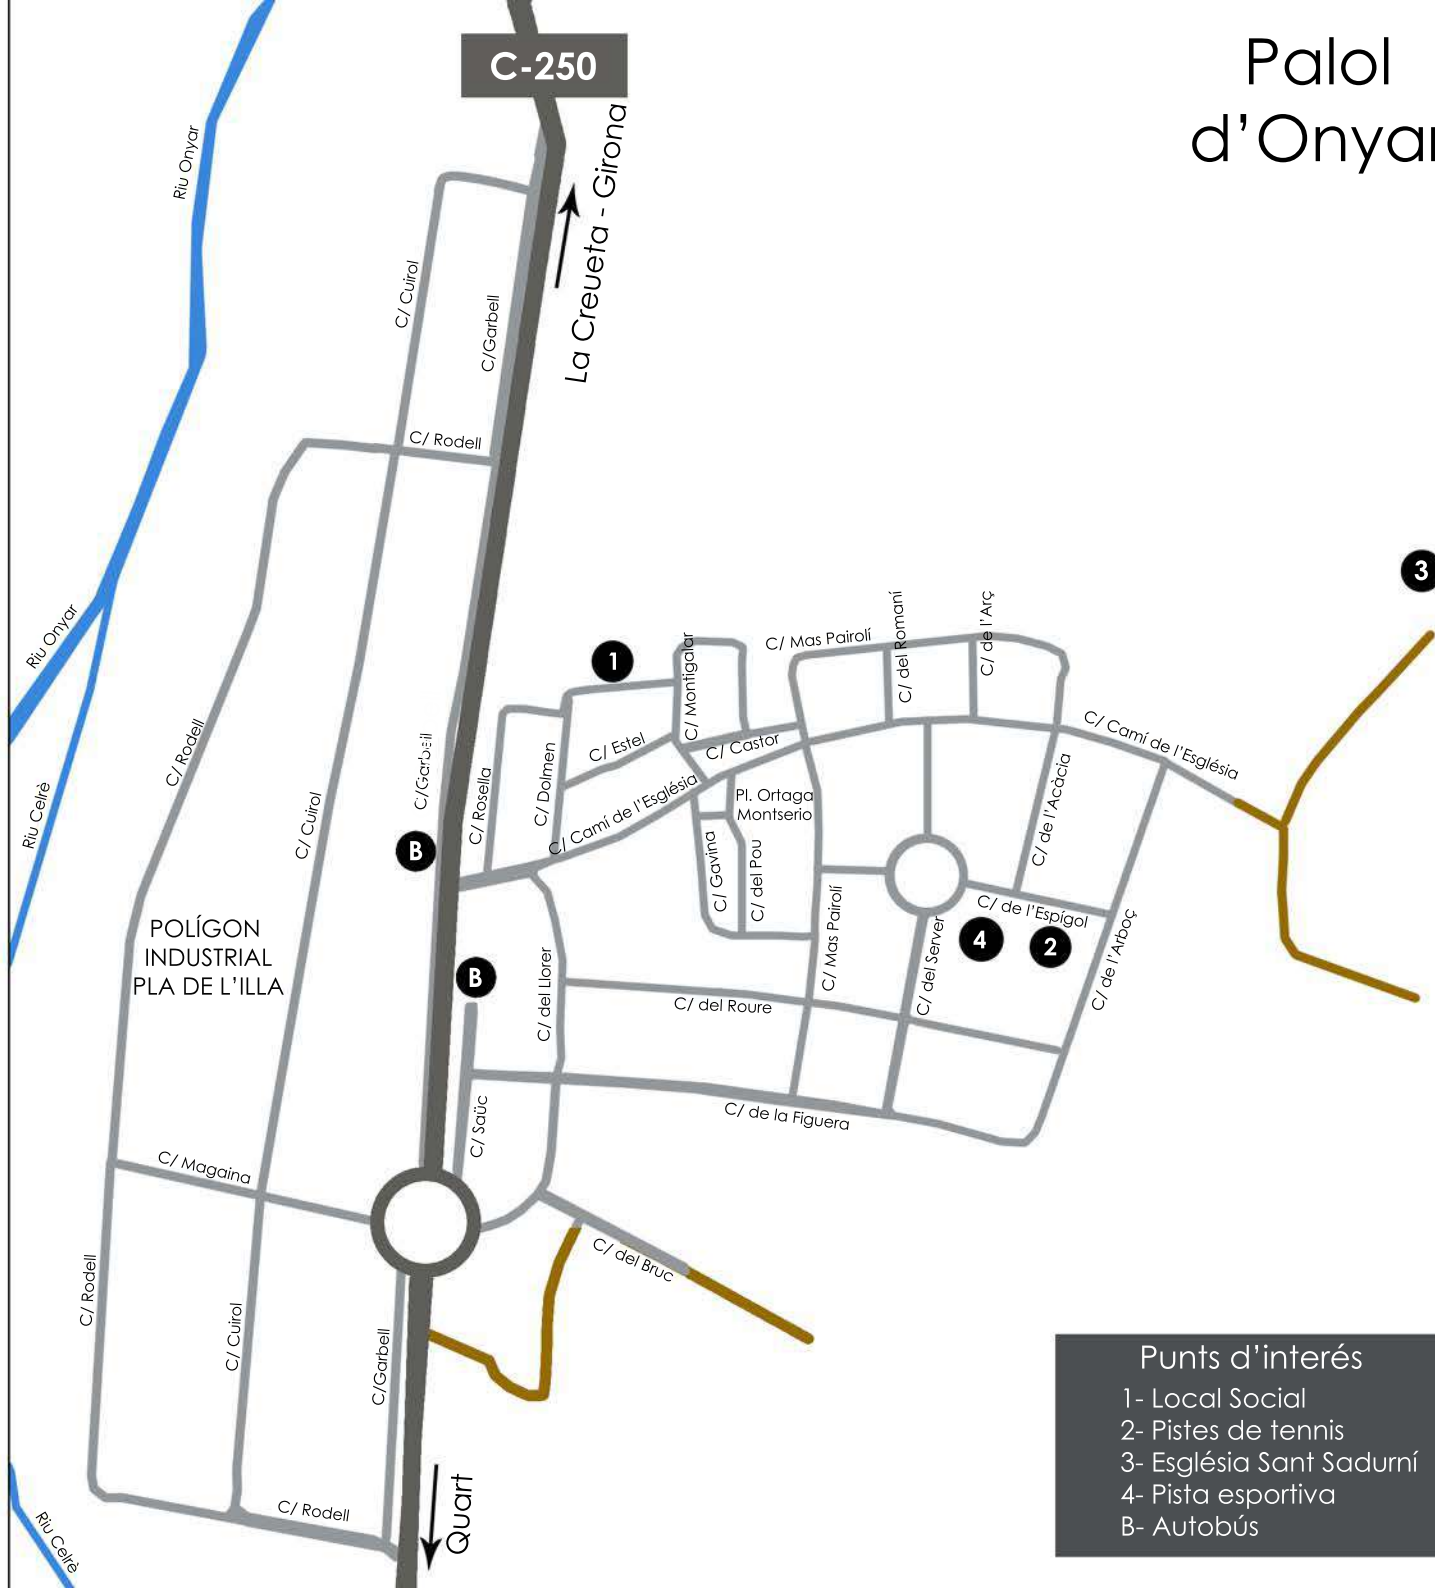 C-250
Palol
d'Onyar
La Creueta - Girona
Riu Onyar
C/ Cuirol
C/Garbell
C/ Rodell
Riu Onyar
C/ Rodell
Riu Celrè
C/ Cuirol
C/Garbell
C/ Rosella
C/ Dolmen
1
C/ Estel
C/ Montigalar
C/ Castor
C/ Mas Pairolí
C/ del Romaní
C/ de l'Arç
3
C/ Camí de l'Església
C/ Camí de l'Església
Pl. Ortaga
Montserio
C/ Gavina
C/ del Pou
C/ de l'Acàcia
B
C/ Mas Pairolí
C/ de l'Espígol
C/ del Server
4
2
C/ de l'Arboç
POLÍGON
INDUSTRIAL
PLA DE L'ILLA
B
C/ del Llorer
C/ del Roure
C/ Saüc
C/ de la Figuera
C/ Magaina
C/ del Bruc
C/ Rodell
C/ Cuirol
C/Garbell
C/ Rodell
Quart
Riu Celrè
Punts d'interés
1- Local Social
2- Pistes de tennis
3- Església Sant Sadurní
4- Pista esportiva
B- Autobús